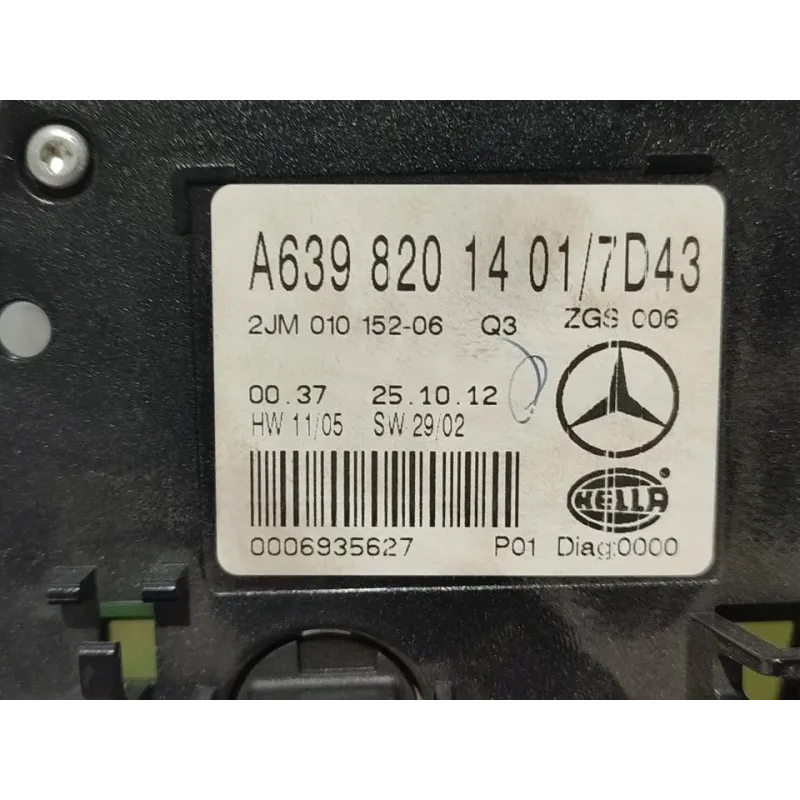 A639 820 14 01/7D43
2JM 010 152-06 Q3 ZGS 006
00.37 25.10.12
HW 11/05 SW 29/02
HELLA
0006935627 P01 Diag:0000